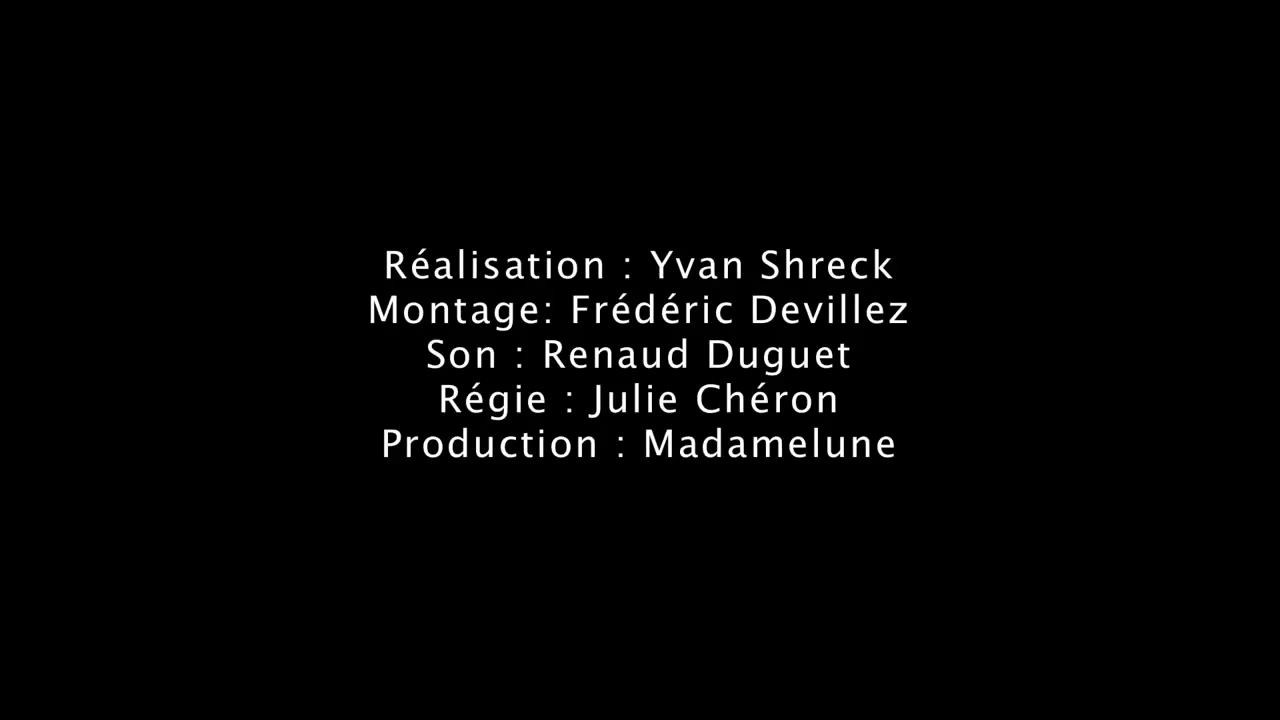 Réalisation : Yvan Shreck
Montage: Frédéric Devillez
Son : Renaud Duguet
Régie : Julie Chéron
Production : Madamelune